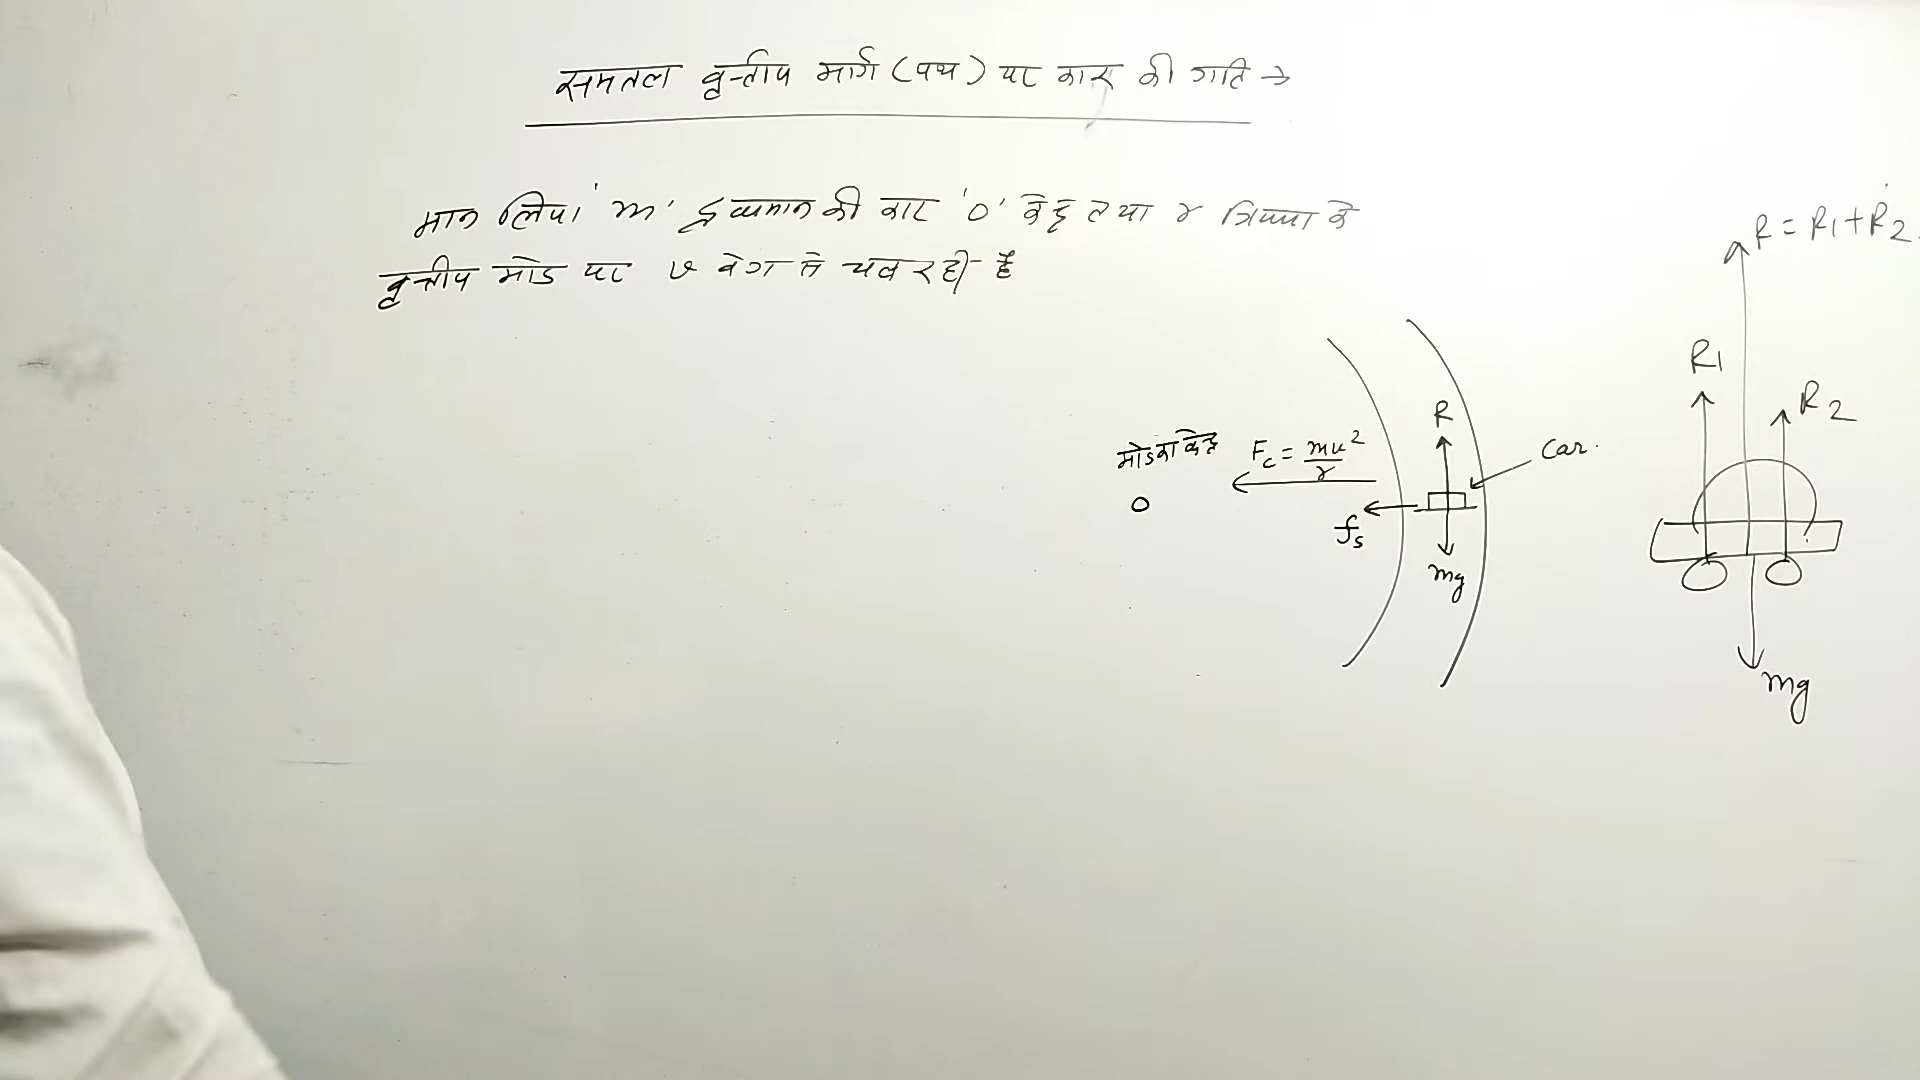 समतल वृत्तीय मार्ग (पथ) पर कार की गति →
मान लिया 'm' द्रव्यमान की कार 'O' केन्द्र तथा r त्रिज्या के
वृत्तीय मोड पर v वेग से चल रही है
R = R1 + R2
R1
R2
R
Car.
मोड का केन्द्र
Fc = mv²/r
O
fs
mg
mg